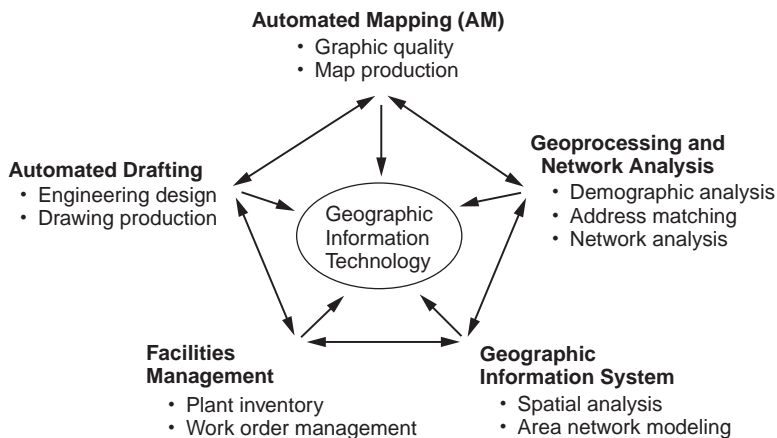 Automated Mapping (AM)
• Graphic quality
• Map production
Automated Drafting
• Engineering design
• Drawing production
Geographic
Information
Technology
Geoprocessing and
Network Analysis
• Demographic analysis
• Address matching
• Network analysis
Facilities
Management
• Plant inventory
• Work order management
Geographic
Information System
• Spatial analysis
• Area network modeling